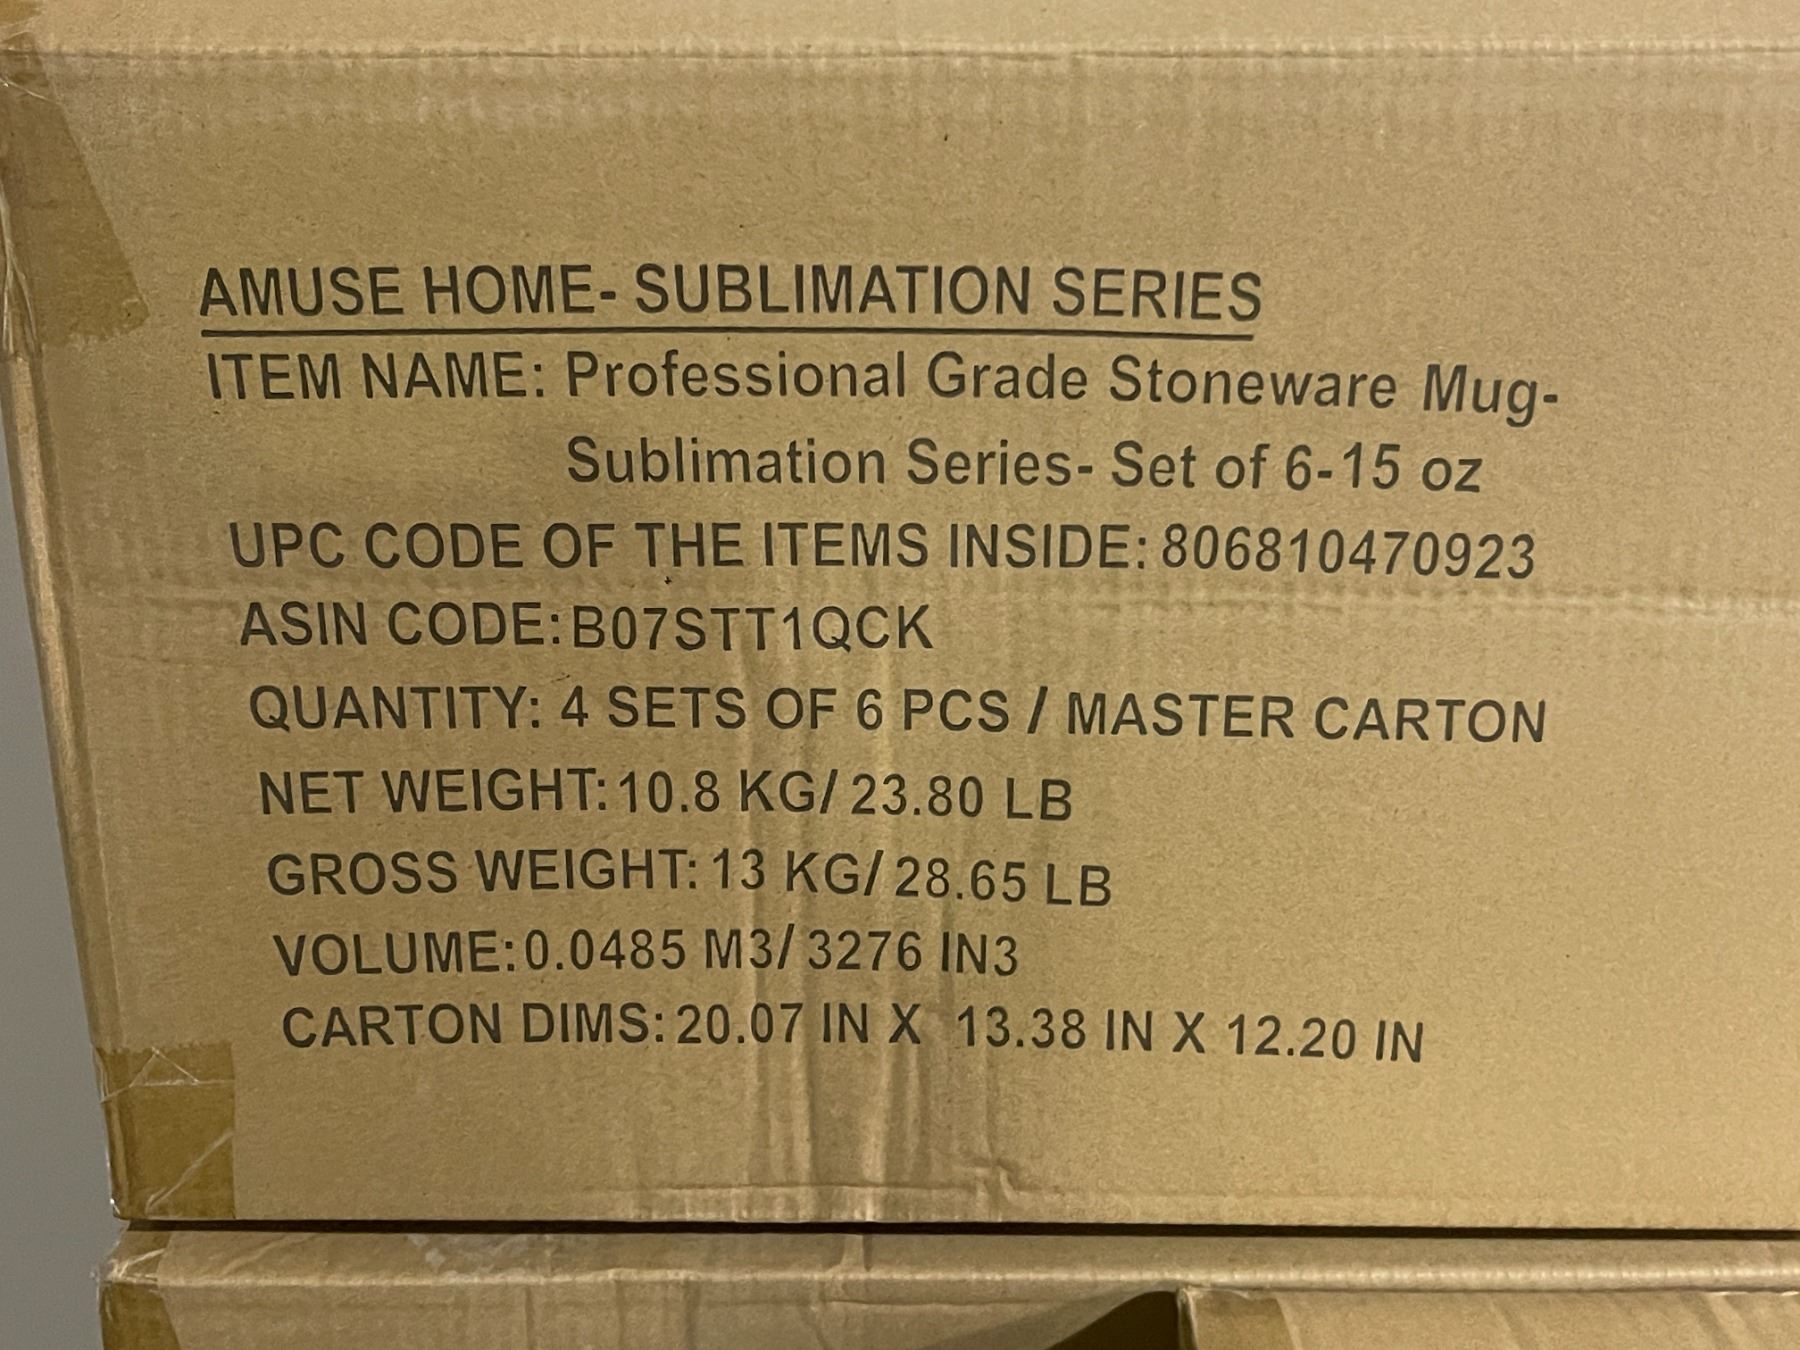 AMUSE HOME- SUBLIMATION SERIES
ITEM NAME: Professional Grade Stoneware Mug-
Sublimation Series- Set of 6-15 oz
UPC CODE OF THE ITEMS INSIDE: 806810470923
ASIN CODE: B07STT1QCK
QUANTITY: 4 SETS OF 6 PCS / MASTER CARTON
NET WEIGHT: 10.8 KG/ 23.80 LB
GROSS WEIGHT: 13 KG/ 28.65 LB
VOLUME: 0.0485 M3/ 3276 IN3
CARTON DIMS: 20.07 IN X 13.38 IN X 12.20 IN